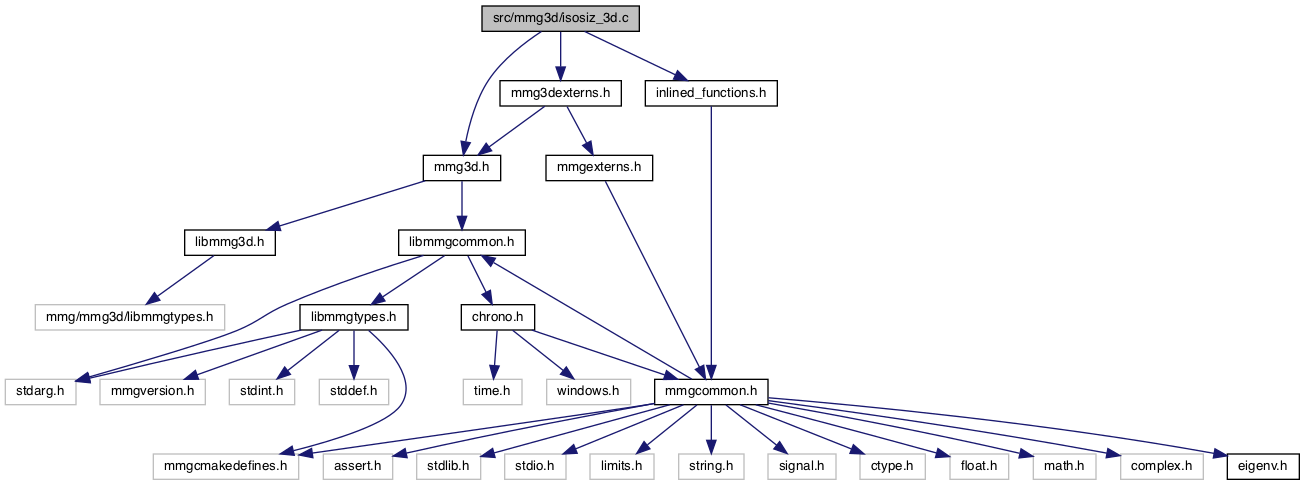 src/mmg3d/isosiz_3d.c
mmg3dexterns.h
inlined_functions.h
mmg3d.h
mmgexterns.h
libmmg3d.h
libmmgcommon.h
mmg/mmg3d/libmmgtypes.h
libmmgtypes.h
chrono.h
stdarg.h
mmgversion.h
stdint.h
stddef.h
time.h
windows.h
mmgcommon.h
mmgcmakedefines.h
assert.h
stdlib.h
stdio.h
limits.h
string.h
signal.h
ctype.h
float.h
math.h
complex.h
eigenv.h